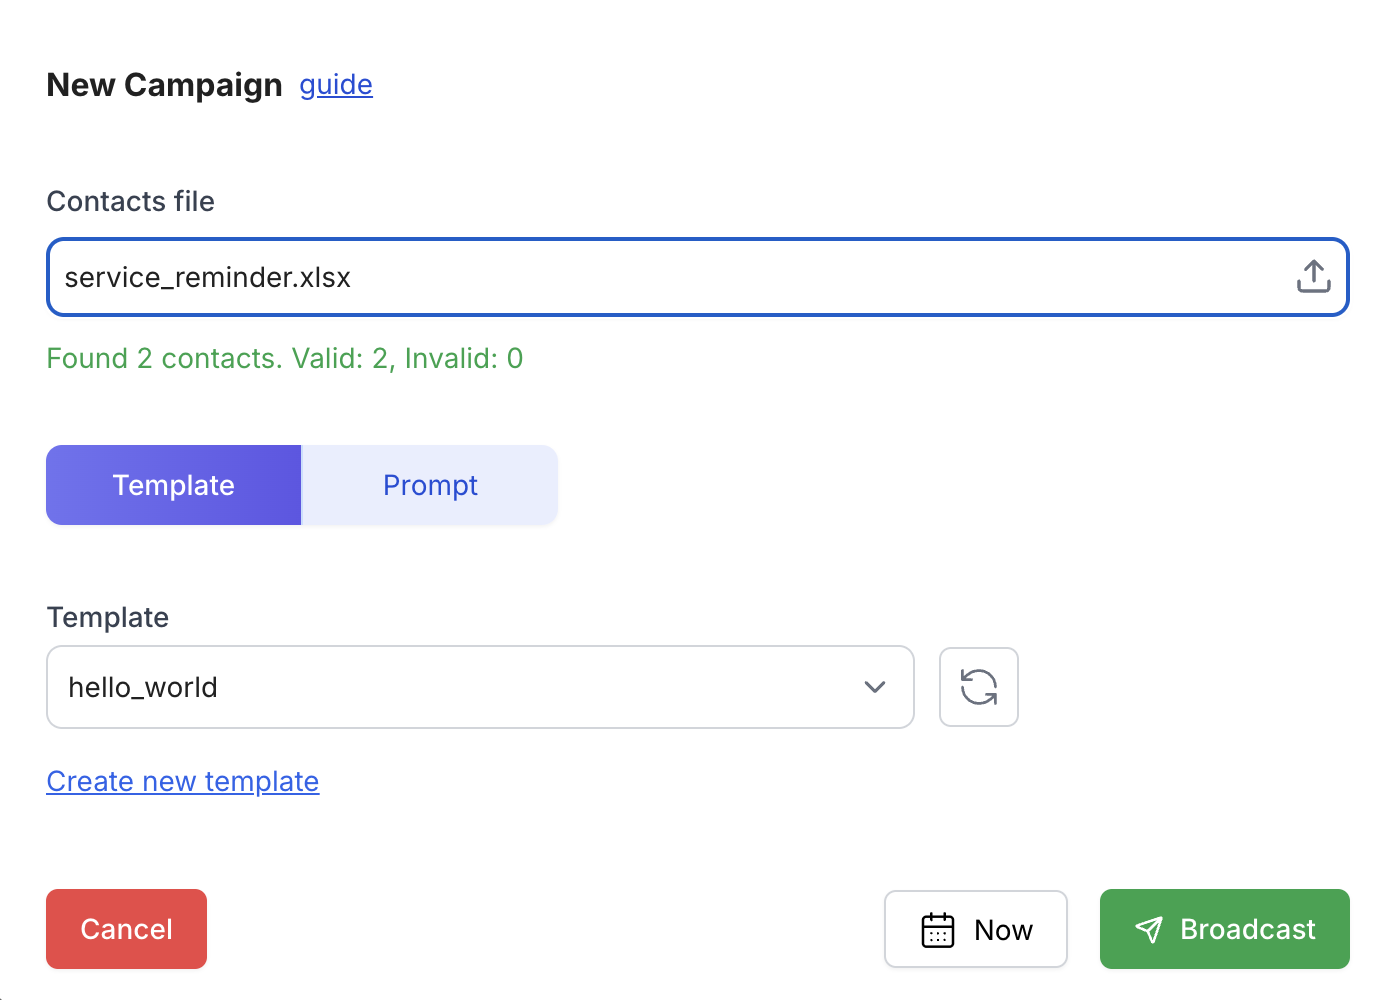 New Campaign guide
Contacts file
service_reminder.xlsx
Found 2 contacts. Valid: 2, Invalid: 0
Template Prompt
Template
hello_world
Create new template
Cancel Now Broadcast